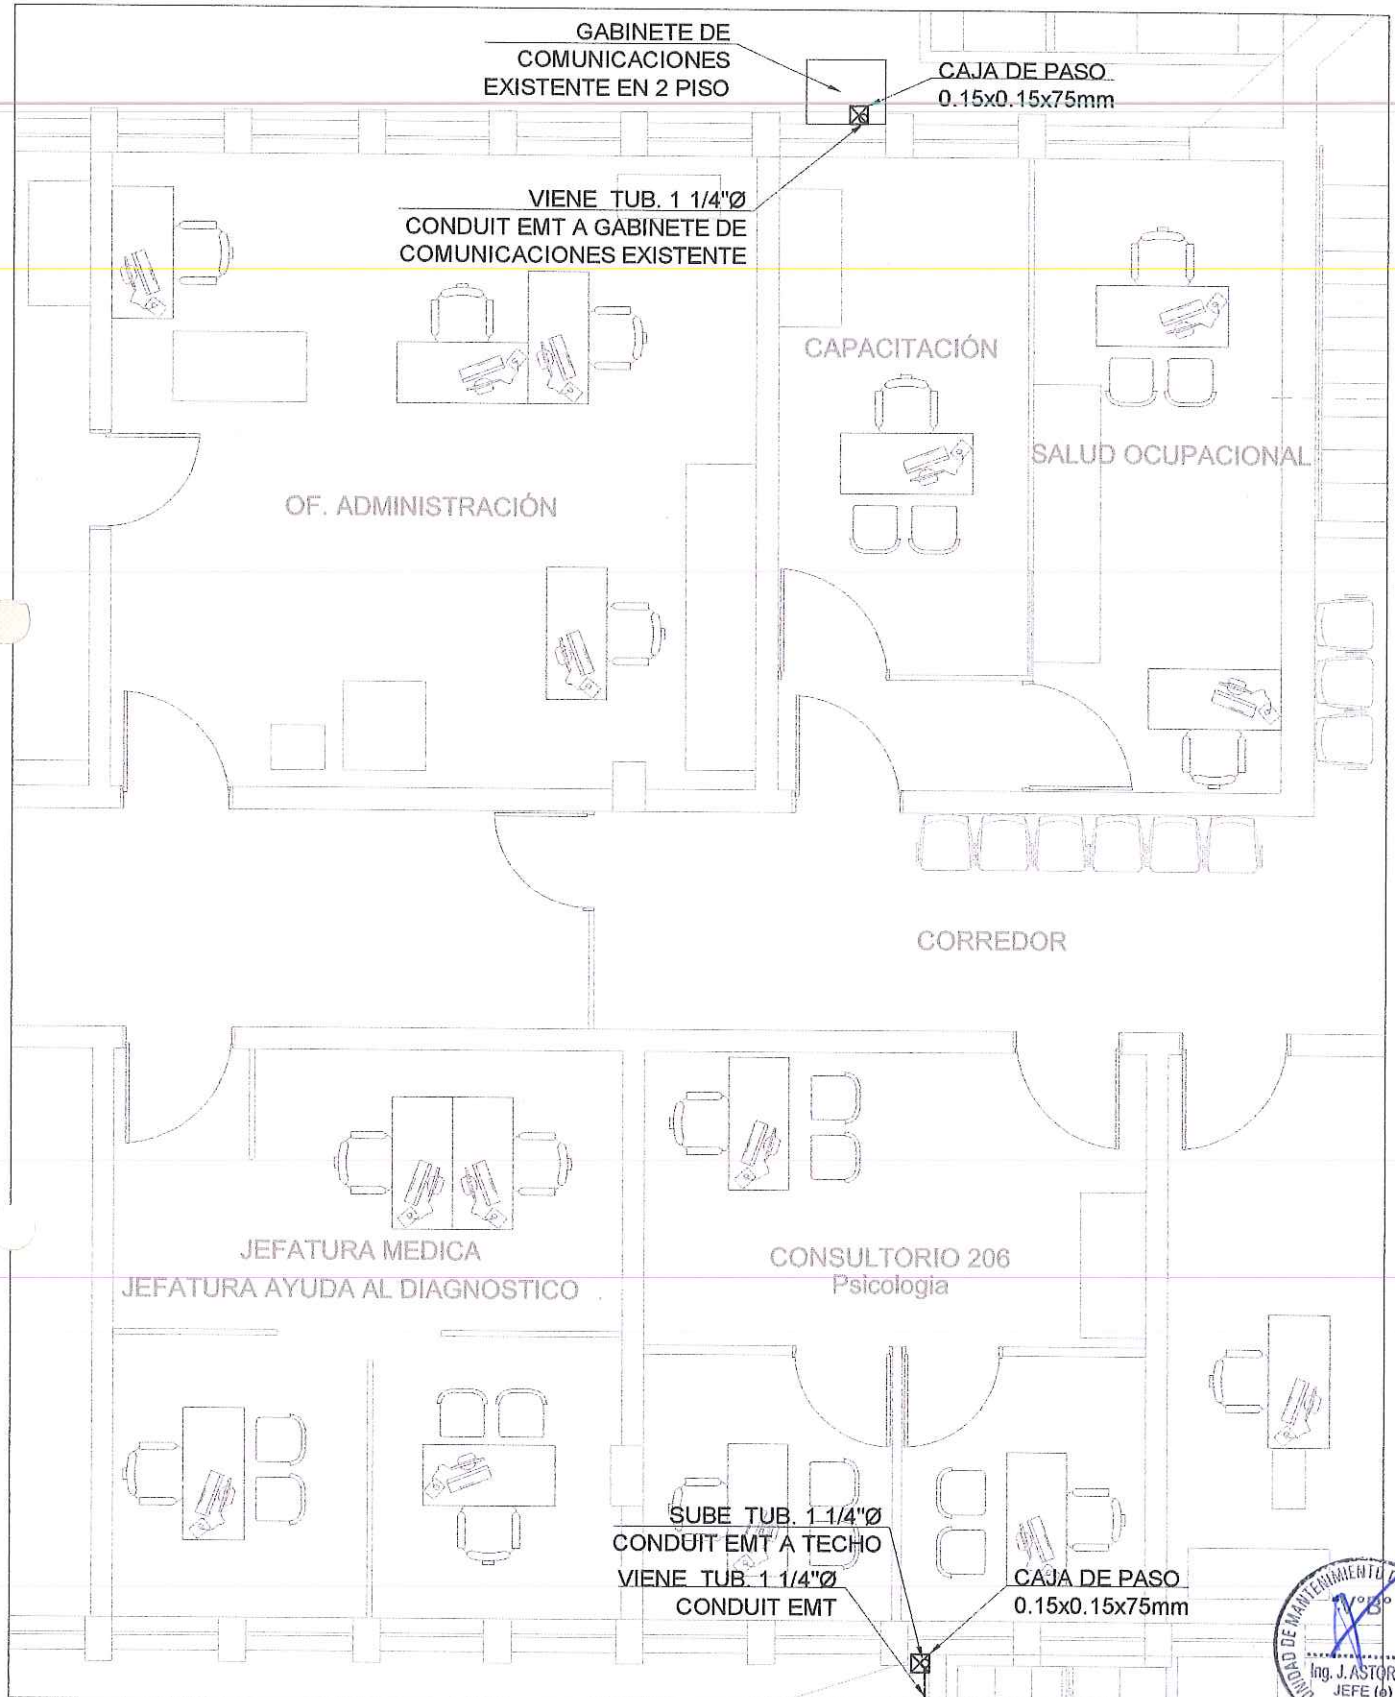 GABINETE DE
COMUNICACIONES
EXISTENTE EN 2 PISO
CAJA DE PASO
0.15x0.15x75mm
VIENE TUB. 1 1/4"Ø
CONDUIT EMT A GABINETE DE
COMUNICACIONES EXISTENTE
CAPACITACIÓN
SALUD OCUPACIONAL
OF. ADMINISTRACIÓN
CORREDOR
JEFATURA MEDICA
JEFATURA AYUDA AL DIAGNOSTICO
CONSULTORIO 206
Psicologia
SUBE TUB. 1 1/4"Ø
CONDUIT EMT A TECHO
VIENE TUB. 1 1/4"Ø
CONDUIT EMT
CAJA DE PASO
0.15x0.15x75mm
UNIDAD DE MANTENIMIENTO
V°B°
Ing. J. ASTOR
JEFE (e)